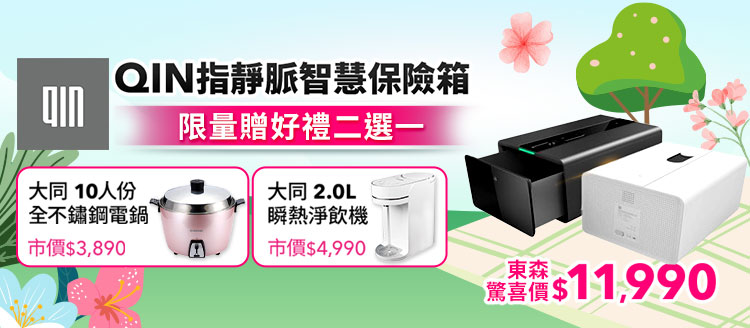 QIN
QIN指靜脈智慧保險箱
限量贈好禮二選一
大同 10人份
全不鏽鋼電鍋
市價$3,890
大同 2.0L
瞬熱淨飲機
市價$4,990
東森
驚喜價$11,990